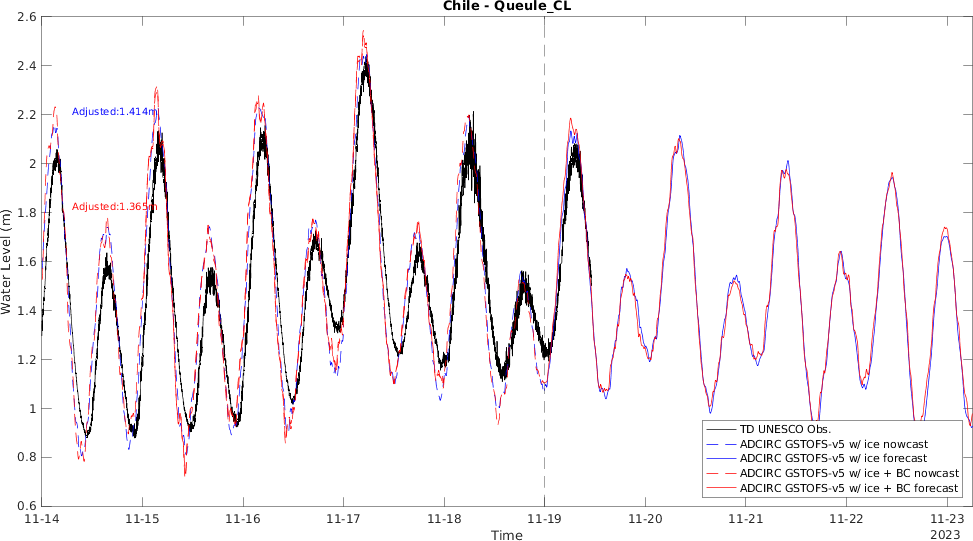 Chile - Queule_CL
2.6
2.4
2.2
2
1.8
1.6
1.4
1.2
1
0.8
0.6
Water Level (m)
Adjusted:1.414m
Adjusted:1.365m
TD UNESCO Obs.
ADCIRC GSTOFS-v5 w/ ice nowcast
ADCIRC GSTOFS-v5 w/ ice forecast
ADCIRC GSTOFS-v5 w/ ice + BC nowcast
ADCIRC GSTOFS-v5 w/ ice + BC forecast
11-14 11-15 11-16 11-17 11-18 11-19 11-20 11-21 11-22 11-23
2023
Time